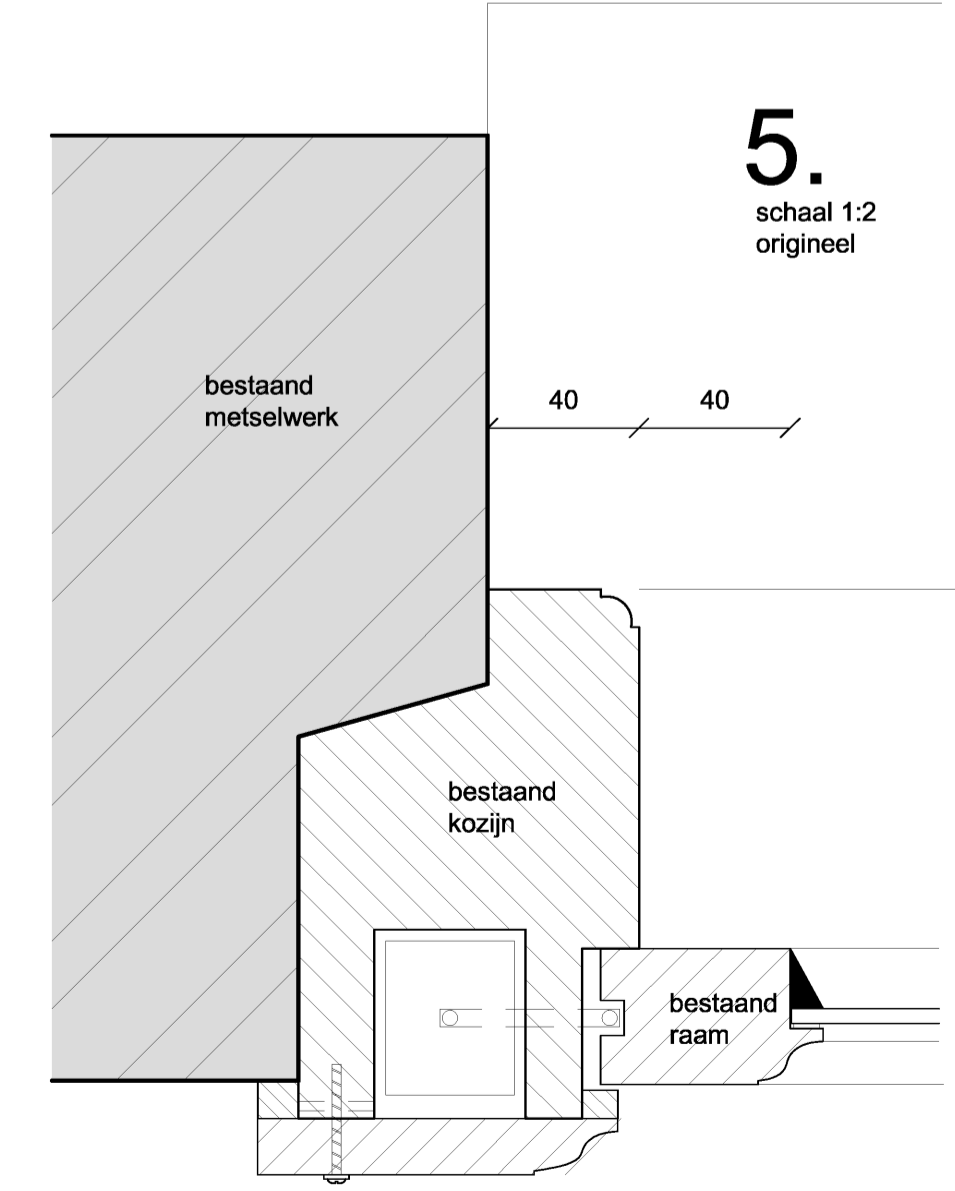 5.
schaal 1:2
origineel
bestaand
metselwerk
40
40
bestaand
kozijn
bestaand
raam